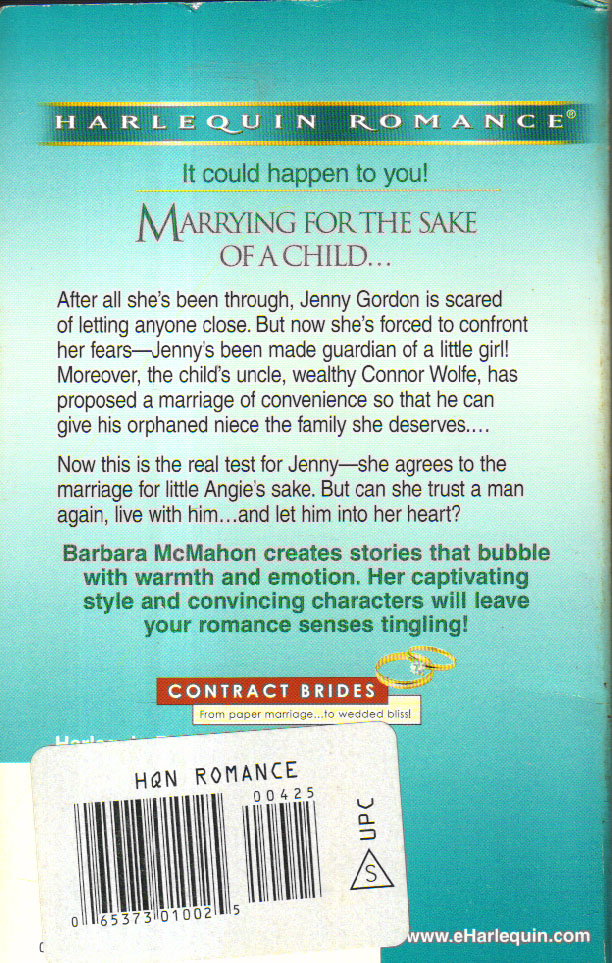 HARLEQUIN ROMANCE®
It could happen to you!
MARRYING FOR THE SAKE
OF A CHILD...
After all she's been through, Jenny Gordon is scared
of letting anyone close. But now she's forced to confront
her fears—Jenny's been made guardian of a little girl!
Moreover, the child's uncle, wealthy Connor Wolfe, has
proposed a marriage of convenience so that he can
give his orphaned niece the family she deserves....
Now this is the real test for Jenny—she agrees to the
marriage for little Angie's sake. But can she trust a man
again, live with him...and let him into her heart?
Barbara McMahon creates stories that bubble
with warmth and emotion. Her captivating
style and convincing characters will leave
your romance senses tingling!
CONTRACT BRIDES
From paper marriage...to wedded bliss!
HQN ROMANCE
00425
UPC
S
0 65373 01002 5
www.eHarlequin.com